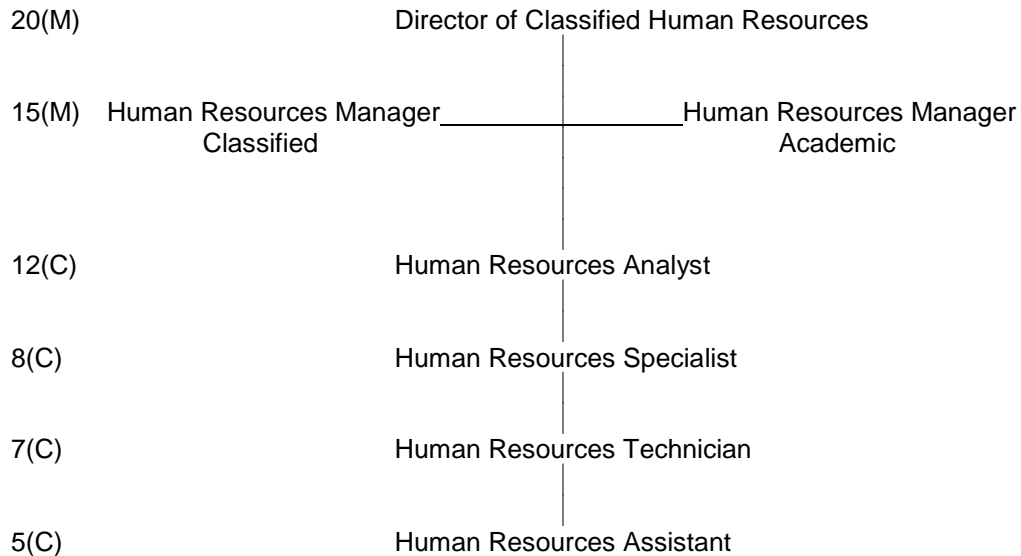 20(M) Director of Classified Human Resources
15(M) Human Resources Manager Human Resources Manager
Classified Academic
12(C) Human Resources Analyst
8(C) Human Resources Specialist
7(C) Human Resources Technician
5(C) Human Resources Assistant